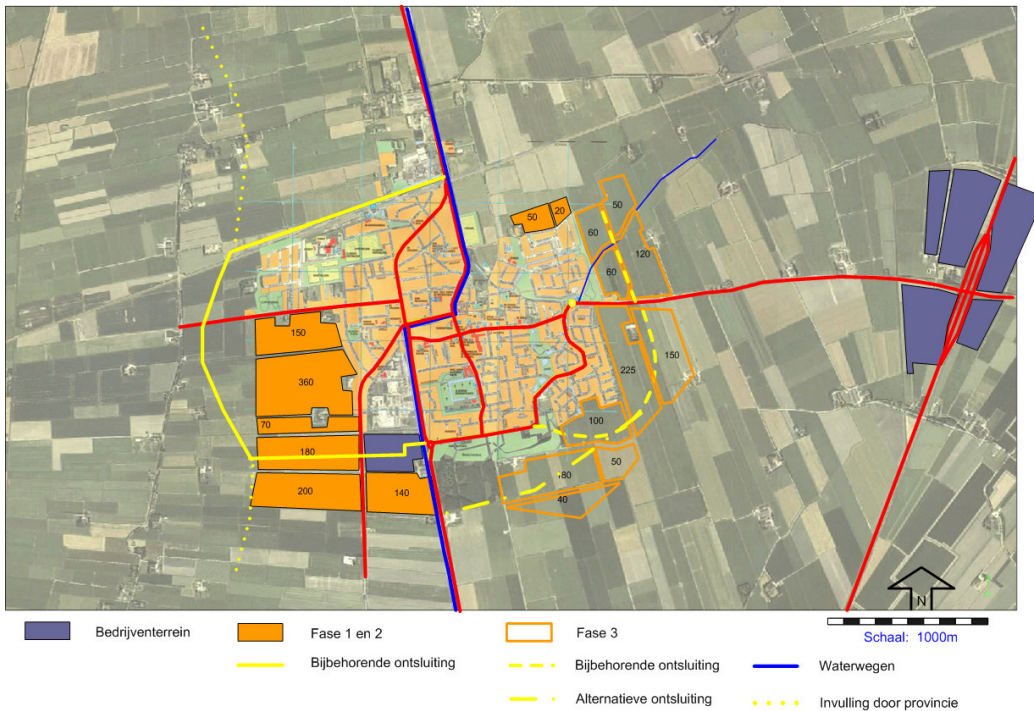 50
50
20
60
120
60
150
360
225
150
70
100
180
50
80
200
140
40
N
Bedrijventerrein
Fase 1 en 2
Fase 3
Schaal: 1000m
Bijbehorende ontsluiting
Bijbehorende ontsluiting
Waterwegen
Alternatieve ontsluiting
Invulling door provincie